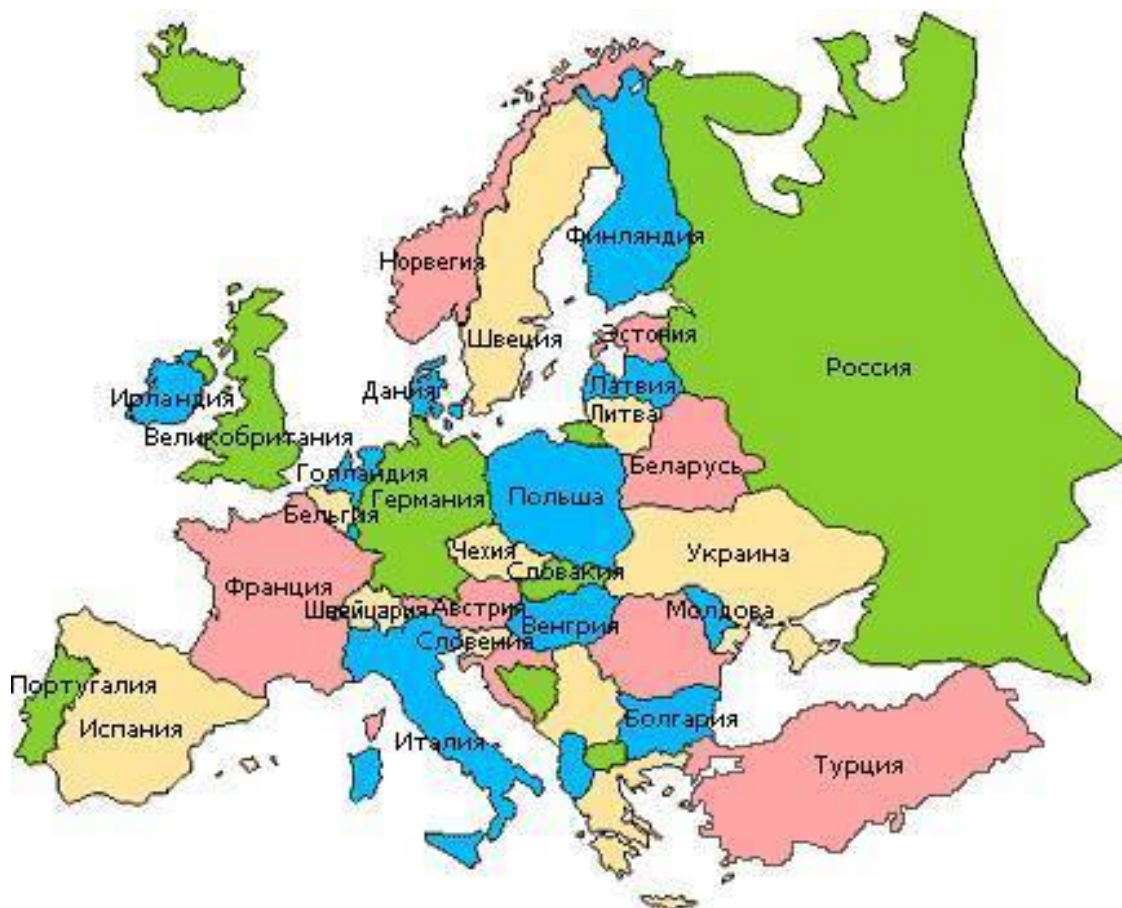 Финляндия
Норвегия
Эстония
Швеция
Россия
Латвия
Дания
Ирландия
Литва
Великобритания
Беларусь
Голландия
Германия
Польша
Бельгия
Чехия
Украина
Словакия
Франция
Швейцария
Австрия
Молдова
Венгрия
Словения
Португалия
Болгария
Испания
Италия
Турция